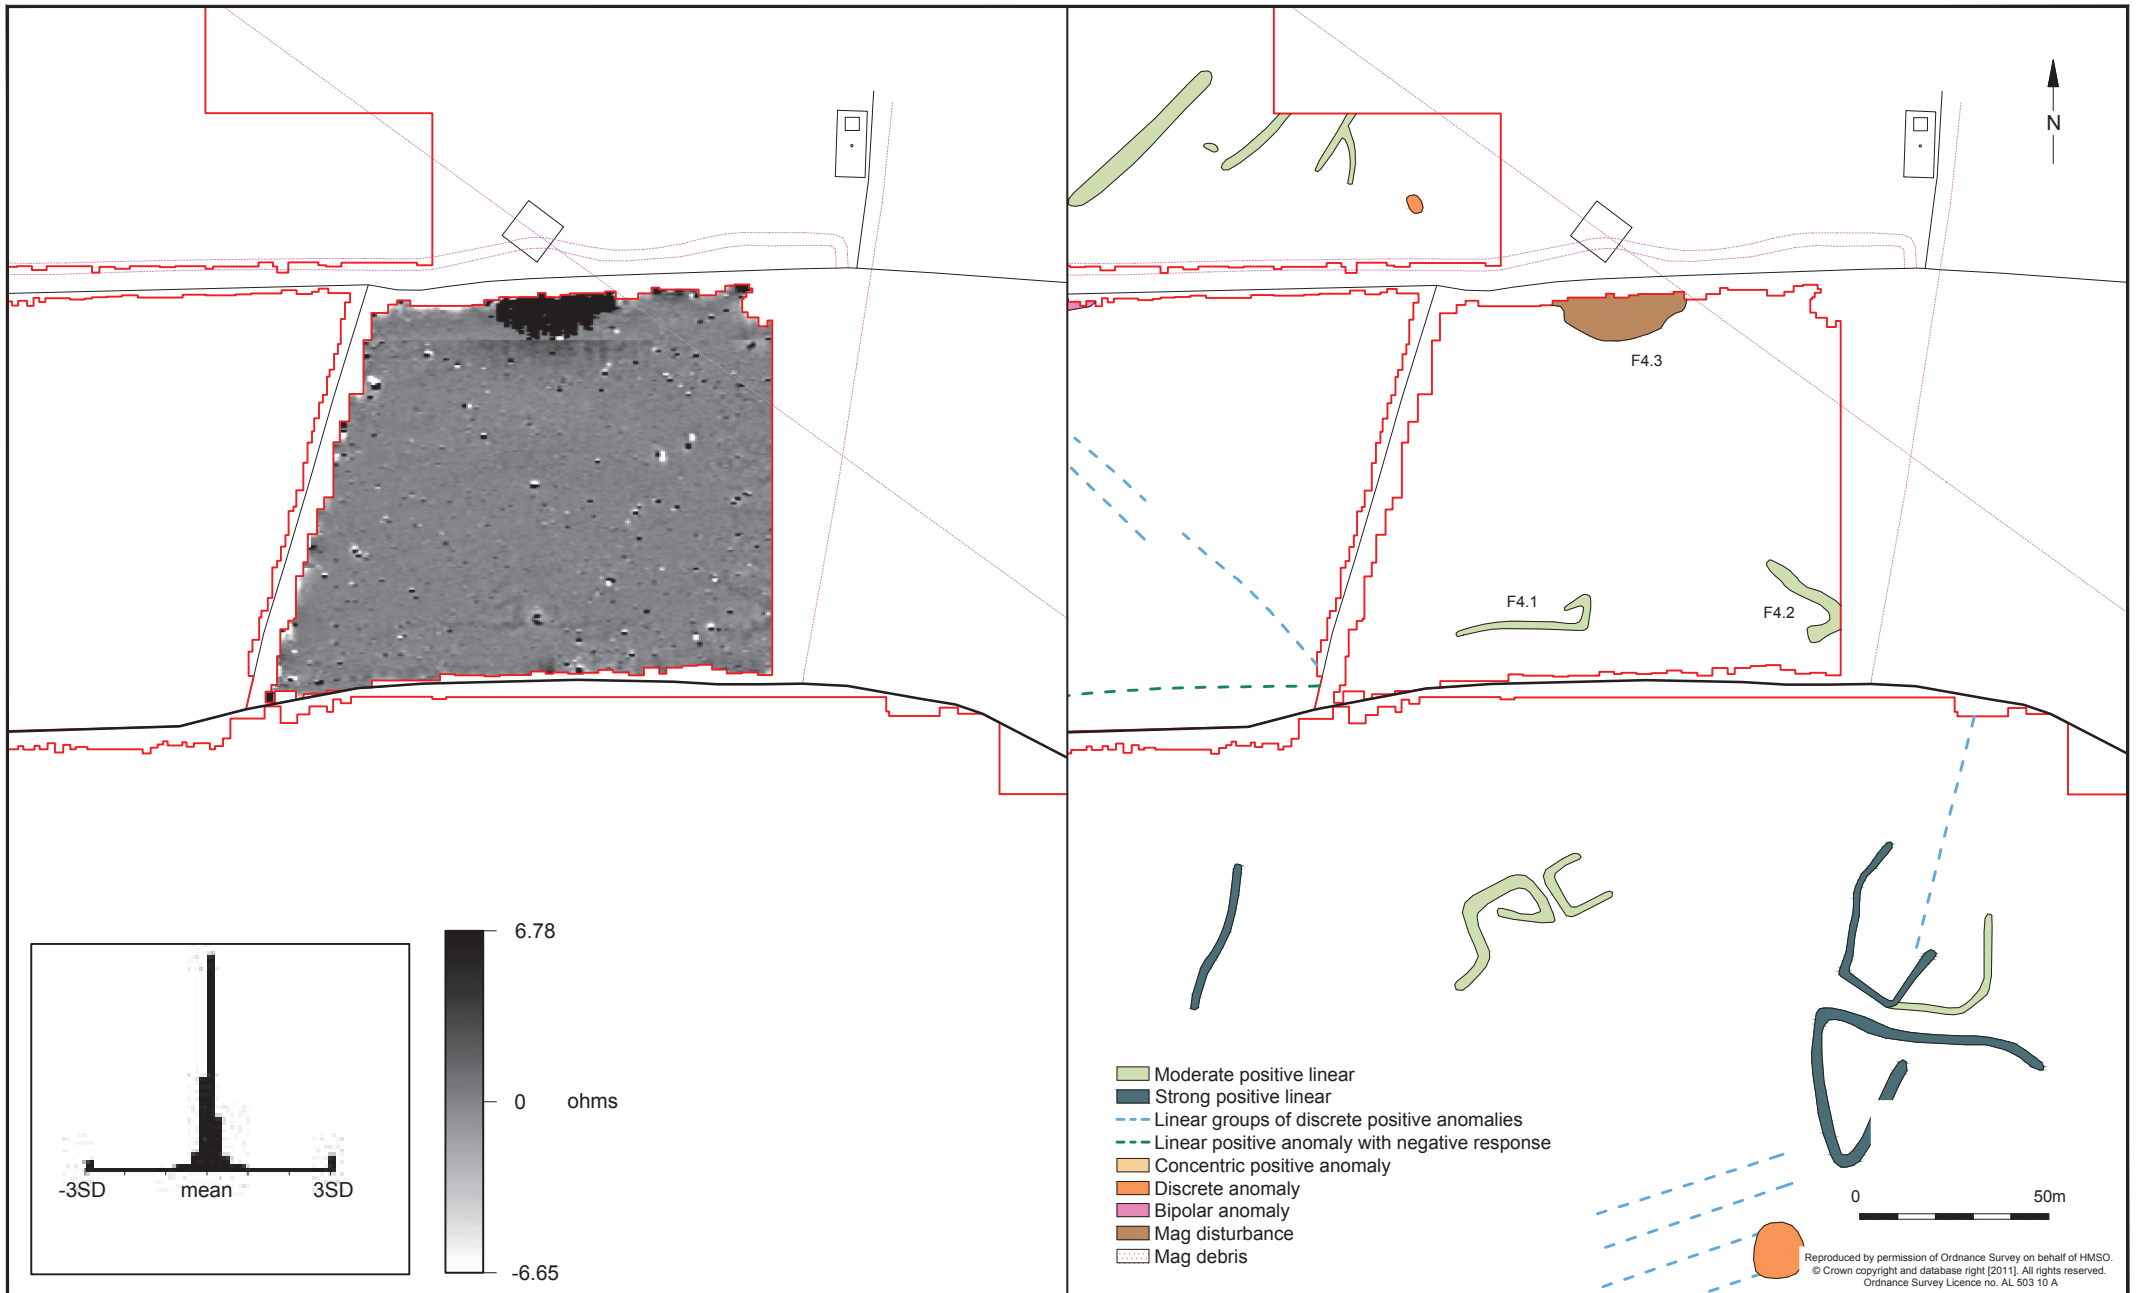 N
F4.3
F4.1
F4.2
6.78
0 ohms
-6.65
-3SD mean 3SD
Moderate positive linear
Strong positive linear
Linear groups of discrete positive anomalies
Linear positive anomaly with negative response
Concentric positive anomaly
Discrete anomaly
Bipolar anomaly
Mag disturbance
Mag debris
0 50m
Reproduced by permission of Ordnance Survey on behalf of HMSO.
© Crown copyright and database right [2011]. All rights reserved.
Ordnance Survey Licence no. AL 503 10 A